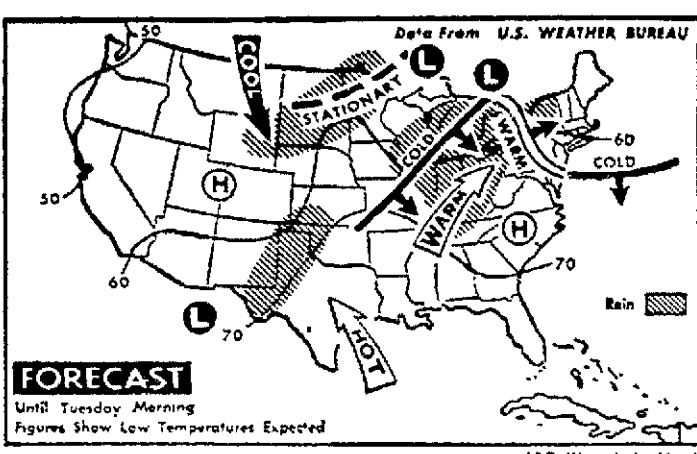 Data From U.S. WEATHER BUREAU
50
COOL
L
L
STATIONARY
COLD
WARM
60
COLD
H
50
WARM
H
60
70
L
70
HOT
Rain
FORECAST
Until Tuesday Morning
Figures Show Low Temperatures Expected